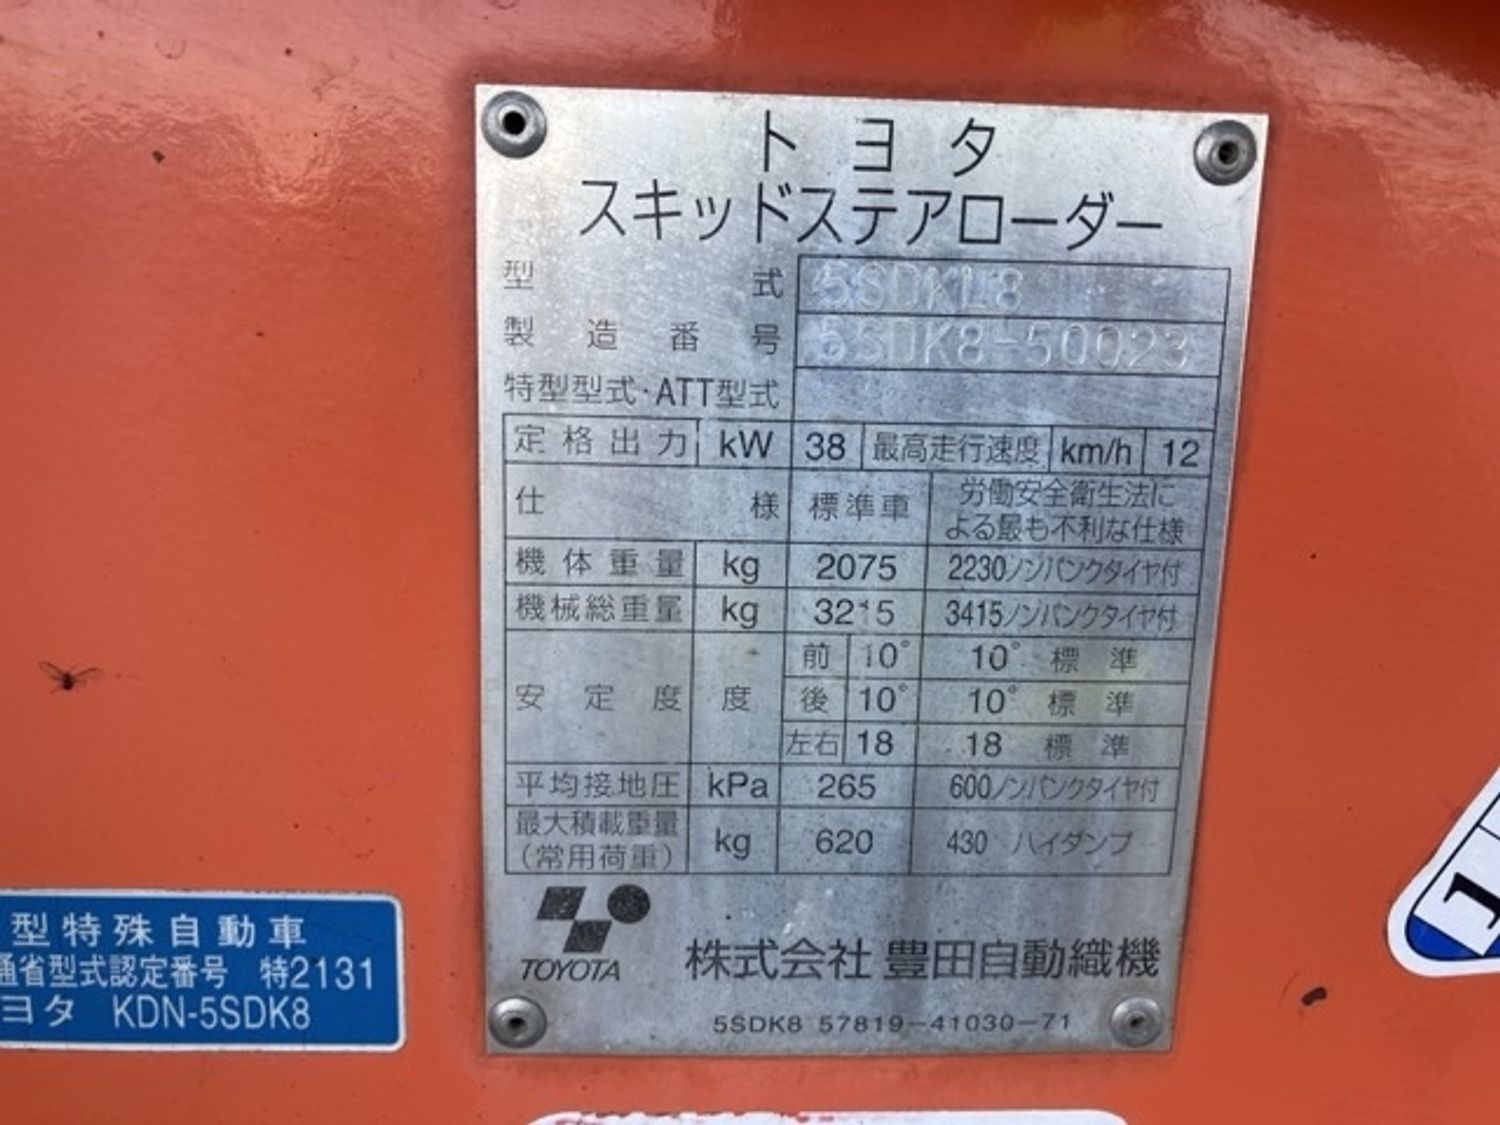 トヨタ
スキッドステアローダー
型式 5SDKL8
製造番号 5SDK8-50023
特型型式・ATT型式
定格出力 kW 38 最高走行速度 km/h 12
仕様 標準車 労働安全衛生法に
よる最も不利な仕様
機体重量 kg 2075 2230ノンパンクタイヤ付
機械総重量 kg 3215 3415ノンパンクタイヤ付
安定度 度 前 10° 10° 標準
後 10° 10° 標準
左右 18 18 標準
平均接地圧 kPa 265 600ノンパンクタイヤ付
最大積載重量
(常用荷重) kg 620 430 ハイダンプ
TOYOTA 株式会社 豊田自動織機
5SDK8 57819-41030-71
型特殊自動車
通省型式認定番号 特2131
ヨタ KDN-5SDK8
1